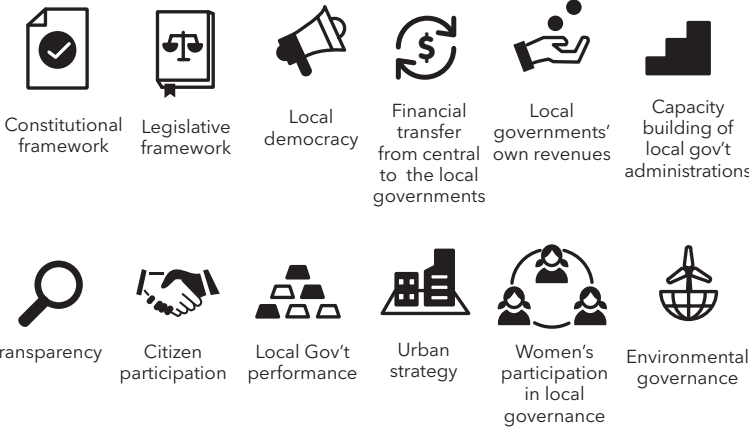 Constitutional
framework
Legislative
framework
Local
democracy
Financial
transfer
from central
to the local
governments
Local
governments’
own revenues
Capacity
building of
local gov’t
administrations
ransparency
Citizen
participation
Local Gov’t
performance
Urban
strategy
Women’s
participation
in local
governance
Environmental
governance